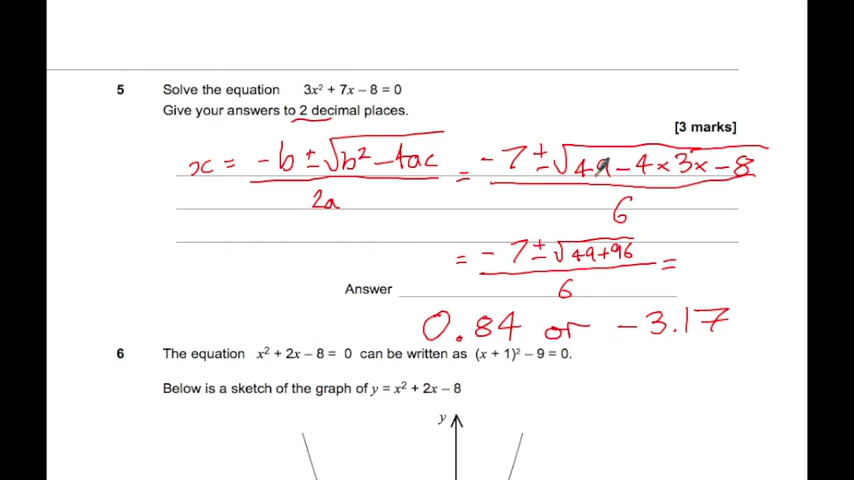 5 Solve the equation 3x² + 7x – 8 = 0
Give your answers to 2 decimal places.
[3 marks]
x = -b ± √b² - 4ac / 2a = -7 ± √49 - 4 × 3 × -8 / 6
= -7 ± √49+96 / 6 =
Answer
0.84 or -3.17
6 The equation x² + 2x – 8 = 0 can be written as (x + 1)² – 9 = 0.
Below is a sketch of the graph of y = x² + 2x – 8
y